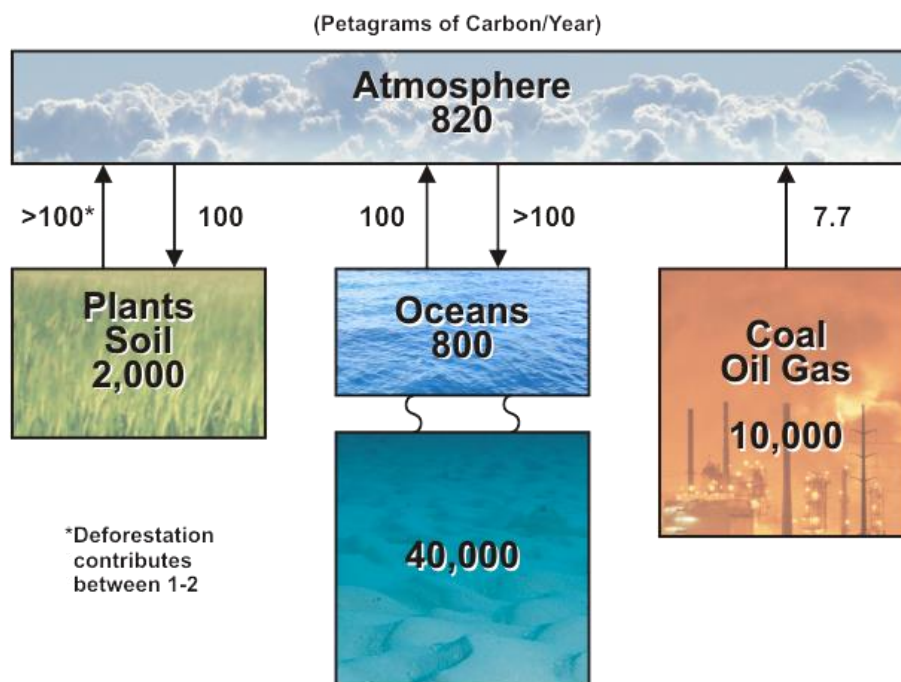 (Petagrams of Carbon/Year)
Atmosphere
820
>100*
100
100
>100
7.7
Plants
Soil
2,000
Oceans
800
Coal
Oil Gas
10,000
40,000
*Deforestation
contributes
between 1-2